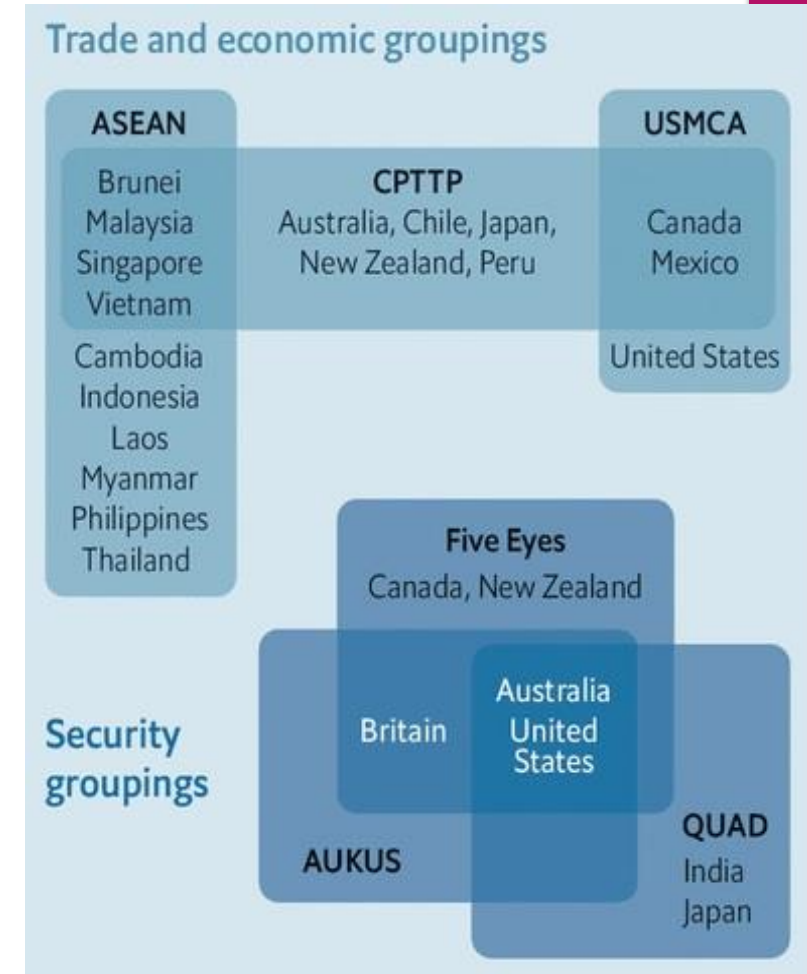 Trade and economic groupings
ASEAN
Brunei
Malaysia
Singapore
Vietnam
Cambodia
Indonesia
Laos
Myanmar
Philippines
Thailand
CPTTP
Australia, Chile, Japan,
New Zealand, Peru
USMCA
Canada
Mexico
United States
Security
groupings
Five Eyes
Canada, New Zealand
Britain
Australia
United
States
AUKUS
QUAD
India
Japan